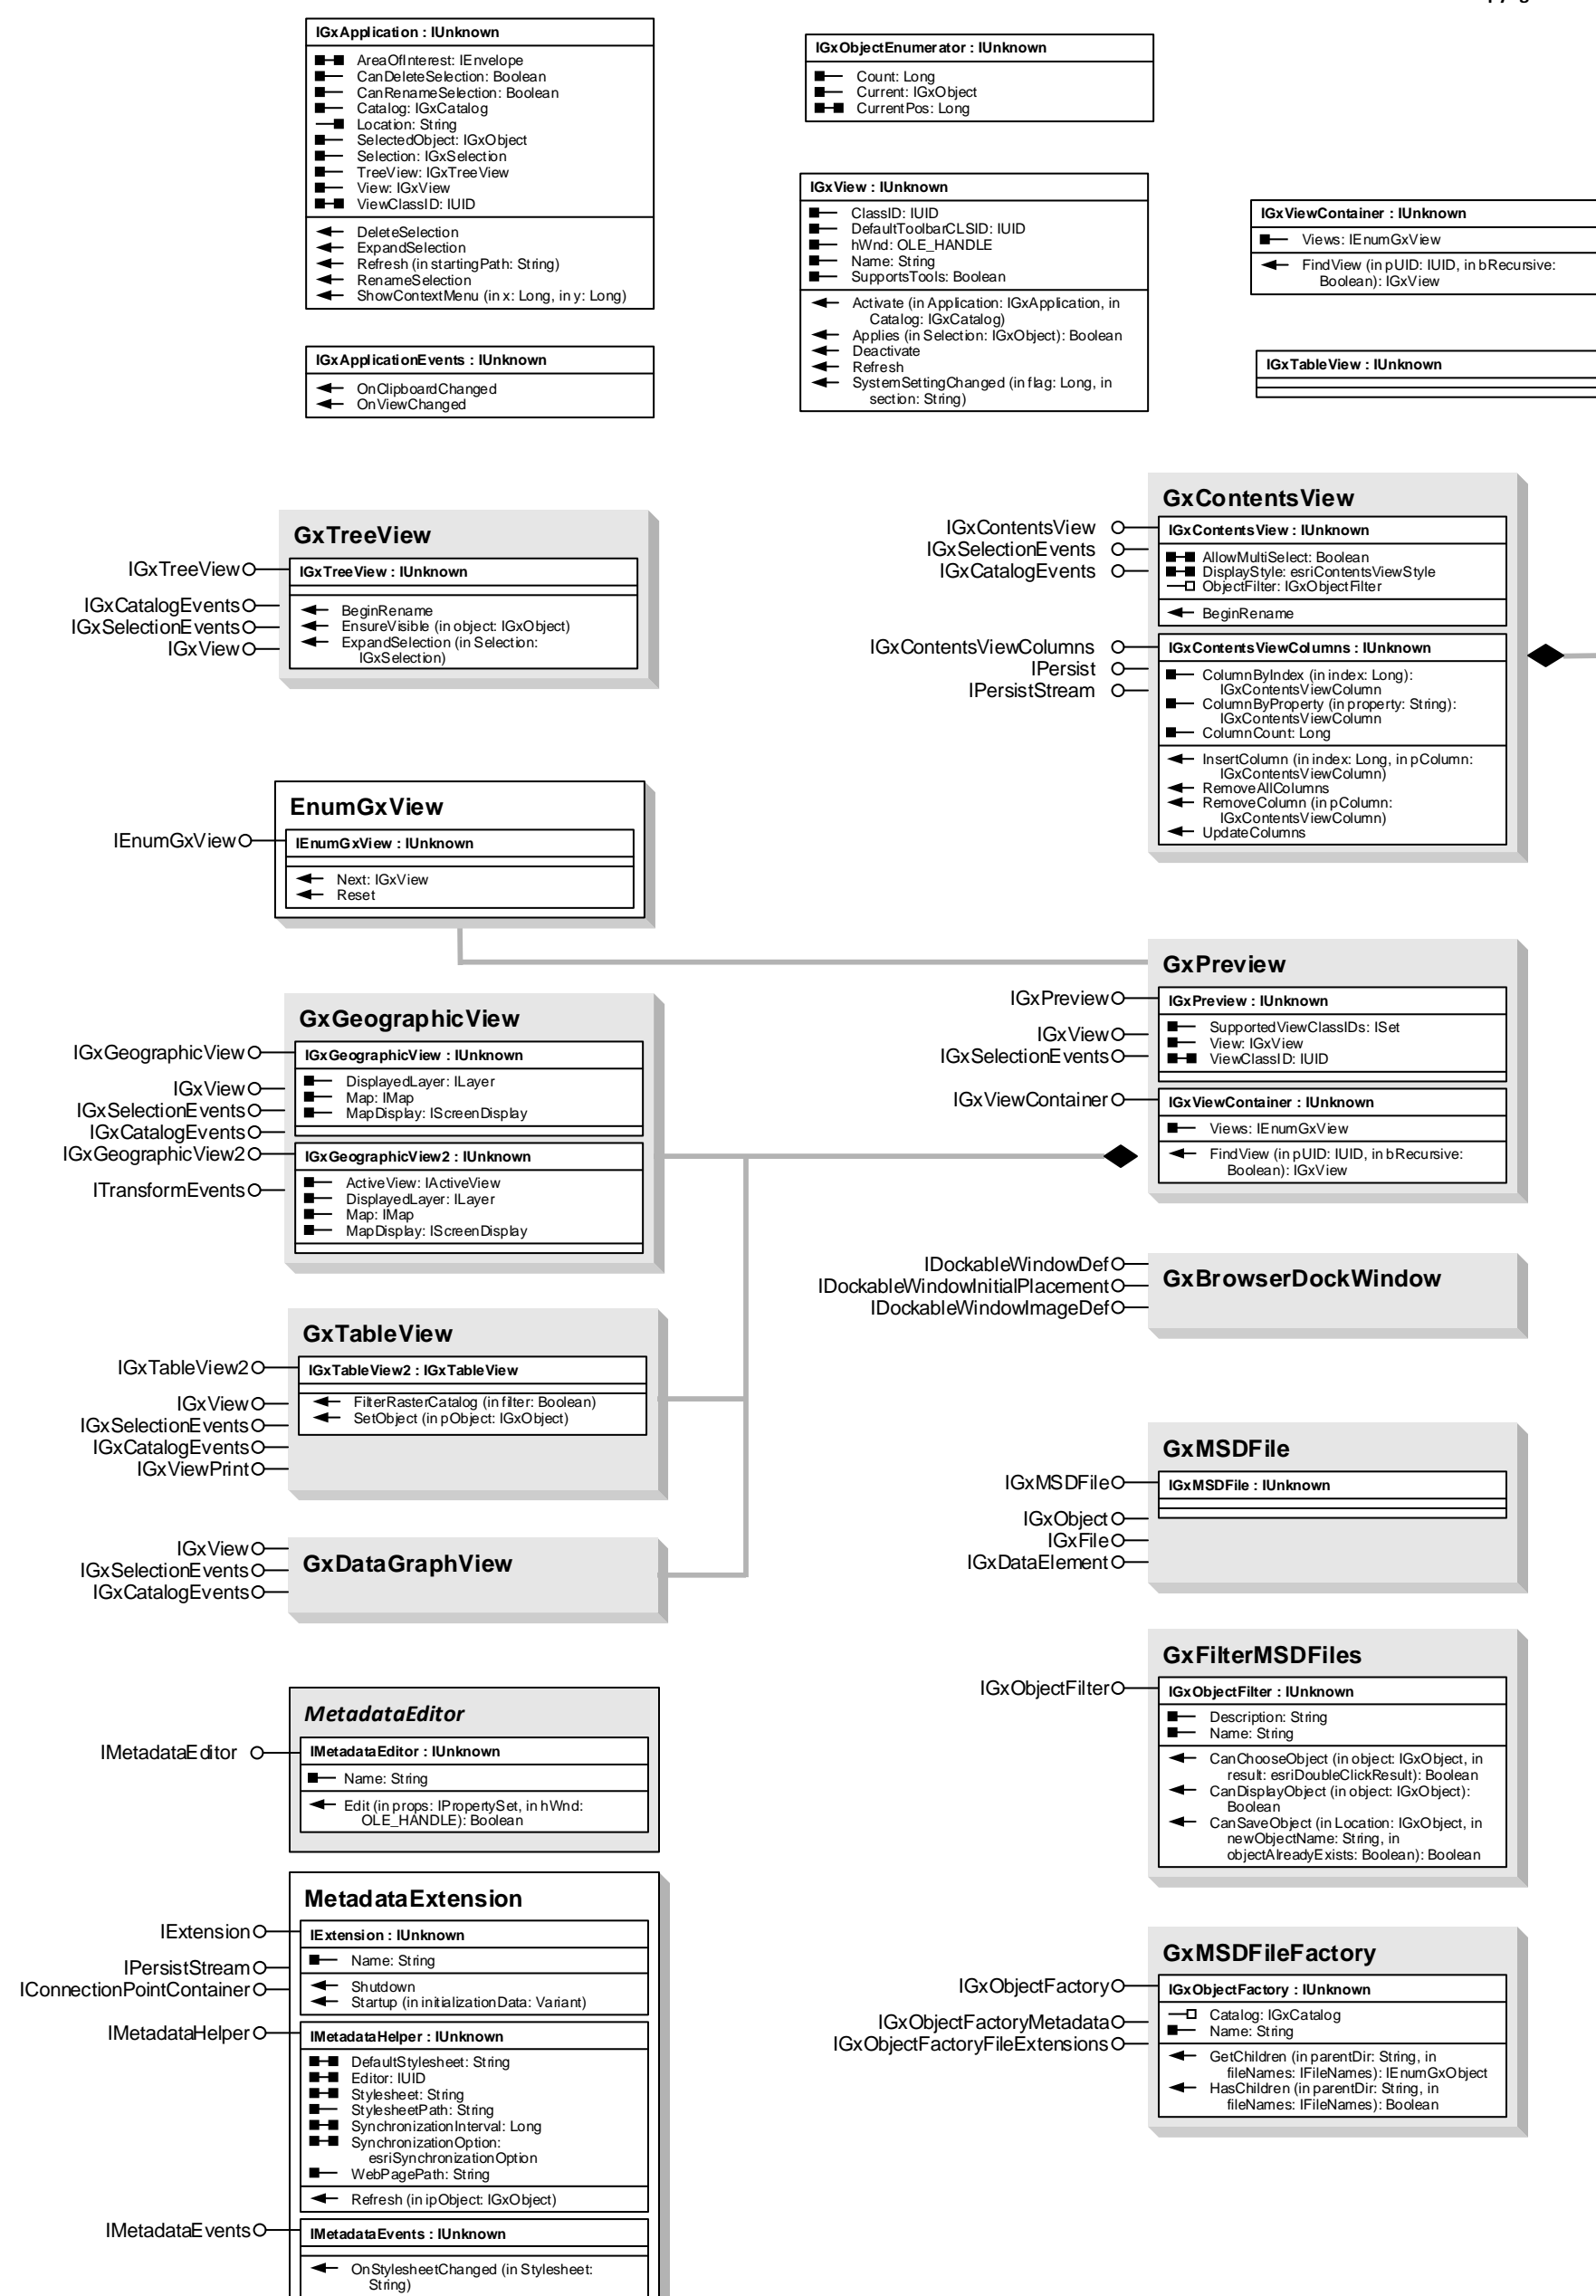 IGxApplication : IUnknown
AreaOfInterest: IEnvelope
CanDeleteSelection: Boolean
CanRenameSelection: Boolean
Catalog: IGxCatalog
Location: String
SelectedObject: IGxObject
Selection: IGxSelection
TreeView: IGxTreeView
View: IGxView
ViewClassID: IUID
DeleteSelection
ExpandSelection
Refresh (in startingPath: String)
RenameSelection
ShowContextMenu (in x: Long, in y: Long)
IGxApplicationEvents : IUnknown
OnClipboardChanged
OnViewChanged
IGxObjectEnumerator : IUnknown
Count: Long
Current: IGxObject
CurrentPos: Long
IGxView : IUnknown
ClassID: IUID
DefaultToolbarCLSID: IUID
hWnd: OLE_HANDLE
Name: String
SupportsTools: Boolean
Activate (in Application: IGxApplication, in
Catalog: IGxCatalog)
Applies (in Selection: IGxObject): Boolean
Deactivate
Refresh
SystemSettingChanged (in flag: Long, in
section: String)
IGxViewContainer : IUnknown
Views: IEnumGxView
FindView (in pUID: IUID, in bRecursive:
Boolean): IGxView
IGxTableView : IUnknown
GxTreeView
IGxTreeView
IGxCatalogEvents
IGxSelectionEvents
IGxView
IGxTreeView : IUnknown
BeginRename
EnsureVisible (in object: IGxObject)
ExpandSelection (in Selection:
IGxSelection)
GxContentsView
IGxContentsView
IGxSelectionEvents
IGxCatalogEvents
IGxContentsViewColumns
IPersist
IPersistStream
IGxContentsView : IUnknown
AllowMultiSelect: Boolean
DisplayStyle: esriContentsViewStyle
ObjectFilter: IGxObjectFilter
BeginRename
IGxContentsViewColumns : IUnknown
ColumnByIndex (in index: Long):
IGxContentsViewColumn
ColumnByProperty (in property: String):
IGxContentsViewColumn
ColumnCount: Long
InsertColumn (in index: Long, in pColumn:
IGxContentsViewColumn)
RemoveAllColumns
RemoveColumn (in pColumn:
IGxContentsViewColumn)
UpdateColumns
EnumGxView
IEnumGxView
IEnumGxView : IUnknown
Next: IGxView
Reset
GxPreview
IGxPreview
IGxView
IGxSelectionEvents
IGxViewContainer
IGxPreview : IUnknown
SupportedViewClassIDs: ISet
View: IGxView
ViewClassID: IUID
IGxViewContainer : IUnknown
Views: IEnumGxView
FindView (in pUID: IUID, in bRecursive:
Boolean): IGxView
GxGeographicView
IGxGeographicView
IGxView
IGxSelectionEvents
IGxCatalogEvents
IGxGeographicView2
ITransformEvents
IGxGeographicView : IUnknown
DisplayedLayer: ILayer
Map: IMap
MapDisplay: IScreenDisplay
IGxGeographicView2 : IUnknown
ActiveView: IActiveView
DisplayedLayer: ILayer
Map: IMap
MapDisplay: IScreenDisplay
IDockableWindowDef
IDockableWindowInitialPlacement
IDockableWindowImageDef
GxBrowserDockWindow
GxTableView
IGxTableView2
IGxView
IGxSelectionEvents
IGxCatalogEvents
IGxViewPrint
IGxTableView2 : IGxTableView
FilterRasterCatalog (in filter: Boolean)
SetObject (in pObject: IGxObject)
GxMSDFile
IGxMSDFile
IGxObject
IGxFile
IGxDataElement
IGxMSDFile : IUnknown
IGxView
IGxSelectionEvents
IGxCatalogEvents
GxDataGraphView
GxFilterMSDFiles
IGxObjectFilter
IGxObjectFilter : IUnknown
Description: String
Name: String
CanChooseObject (in object: IGxObject, in
result: esriDoubleClickResult): Boolean
CanDisplayObject (in object: IGxObject):
Boolean
CanSaveObject (in Location: IGxObject, in
newObjectName: String, in
objectAlreadyExists: Boolean): Boolean
MetadataEditor
IMetadataEditor
IMetadataEditor : IUnknown
Name: String
Edit (in props: IPropertySet, in hWnd:
OLE_HANDLE): Boolean
MetadataExtension
IExtension
IPersistStream
IConnectionPointContainer
IMetadataHelper
IMetadataEvents
IExtension : IUnknown
Name: String
Shutdown
Startup (in initializationData: Variant)
IMetadataHelper : IUnknown
DefaultStylesheet: String
Editor: IUID
Stylesheet: String
StylesheetPath: String
SynchronizationInterval: Long
SynchronizationOption:
esriSynchronizationOption
WebPagePath: String
Refresh (in ipObject: IGxObject)
IMetadataEvents : IUnknown
OnStylesheetChanged (in Stylesheet:
String)
GxMSDFileFactory
IGxObjectFactory
IGxObjectFactoryMetadata
IGxObjectFactoryFileExtensions
IGxObjectFactory : IUnknown
Catalog: IGxCatalog
Name: String
GetChildren (in parentDir: String, in
fileNames: IFileNames): IEnumGxObject
HasChildren (in parentDir: String, in
fileNames: IFileNames): Boolean